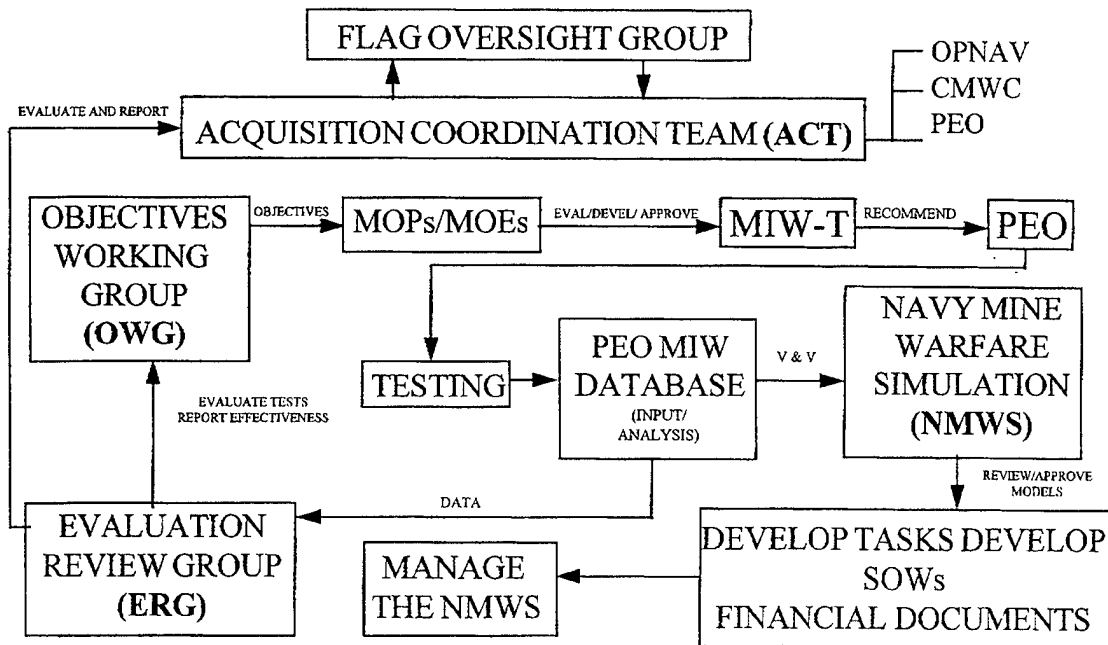 FLAG OVERSIGHT GROUP
OPNAV
CMWC
PEO
EVALUATE AND REPORT
ACQUISITION COORDINATION TEAM (ACT)
OBJECTIVES
WORKING
GROUP
(OWG)
OBJECTIVES
MOPs/MOEs
EVAL/DEVEL/ APPROVE
MIW-T
RECOMMEND
PEO
TESTING
PEO MIW
DATABASE
(INPUT/
ANALYSIS)
V & V
NAVY MINE
WARFARE
SIMULATION
(NMWS)
EVALUATE TESTS
REPORT EFFECTIVENESS
REVIEW/APPROVE
MODELS
DATA
EVALUATION
REVIEW GROUP
(ERG)
MANAGE
THE NMWS
DEVELOP TASKS DEVELOP
SOWs
FINANCIAL DOCUMENTS